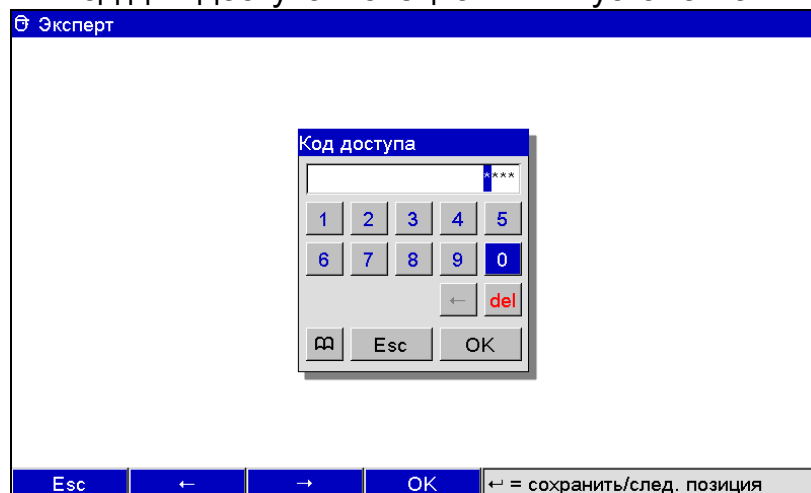 Эксперт
Код доступа
****
1 2 3 4 5
6 7 8 9 0
← del
Esc OK
Esc ← → OK ↵ = сохранить/след. позиция